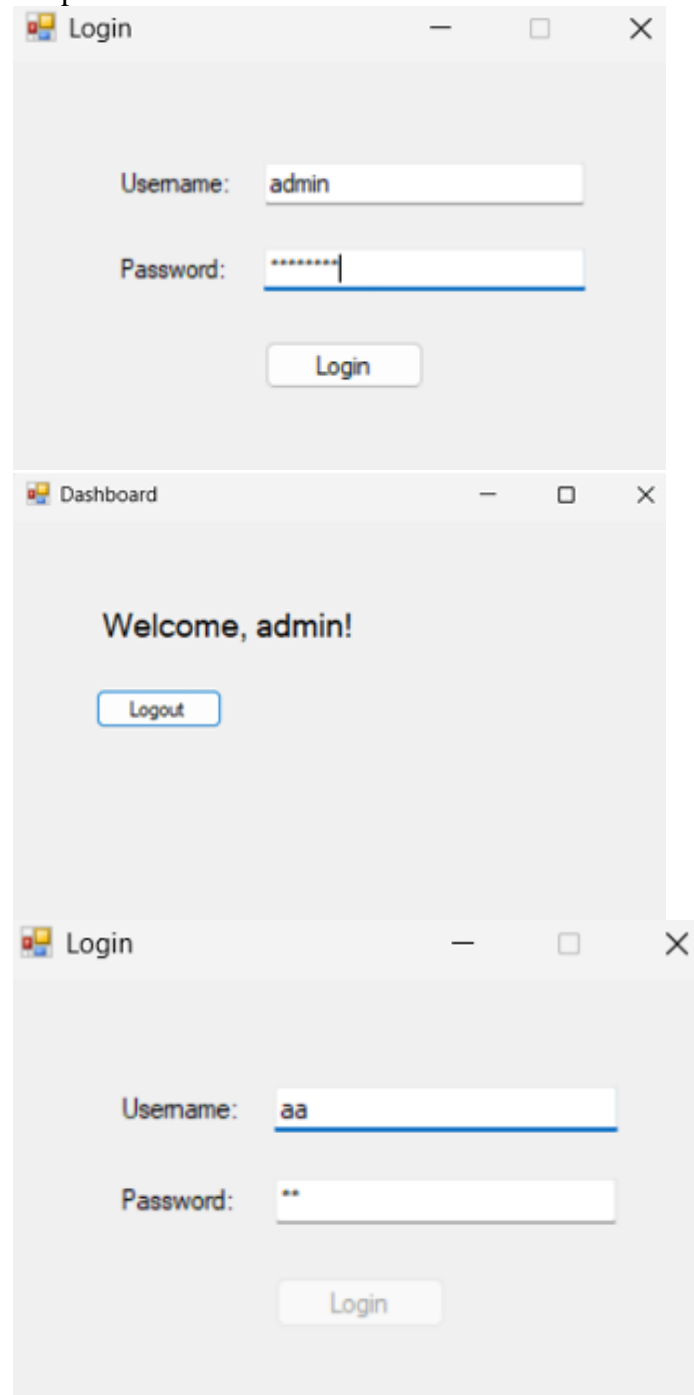 Login
Username: admin
Password: ********
Login
Dashboard
Welcome, admin!
Logout
Login
Username: aa
Password: **
Login